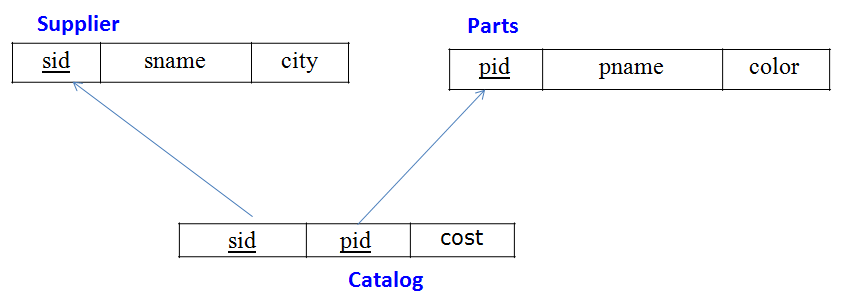 Supplier
sid sname city
Parts
pid pname color
sid pid cost
Catalog